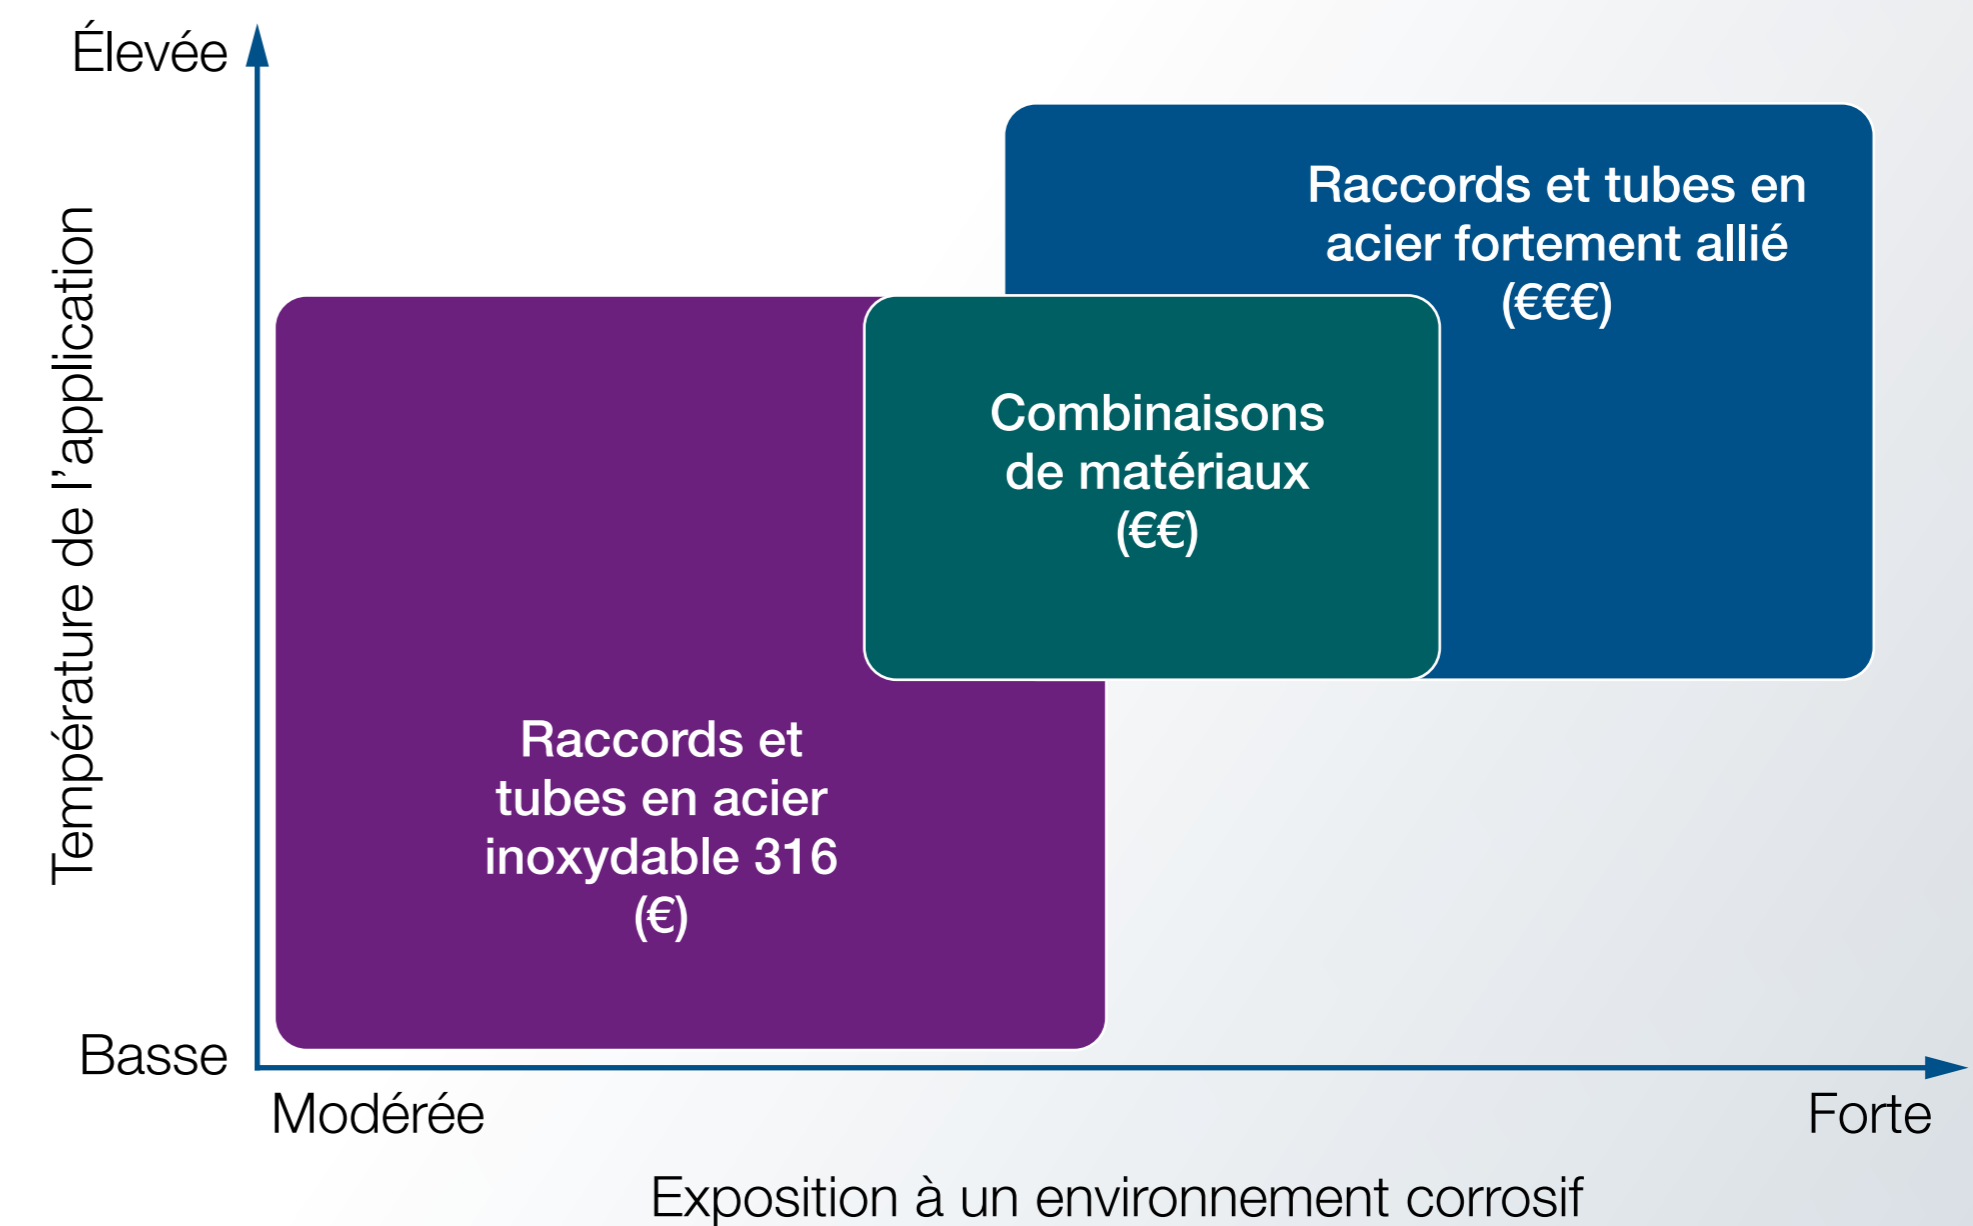 Élevée
Température de l'application
Basse
Raccords et tubes en
acier fortement allié
(€€€)
Combinaisons
de matériaux
(€€)
Raccords et
tubes en acier
inoxydable 316
(€)
Modérée
Forte
Exposition à un environnement corrosif